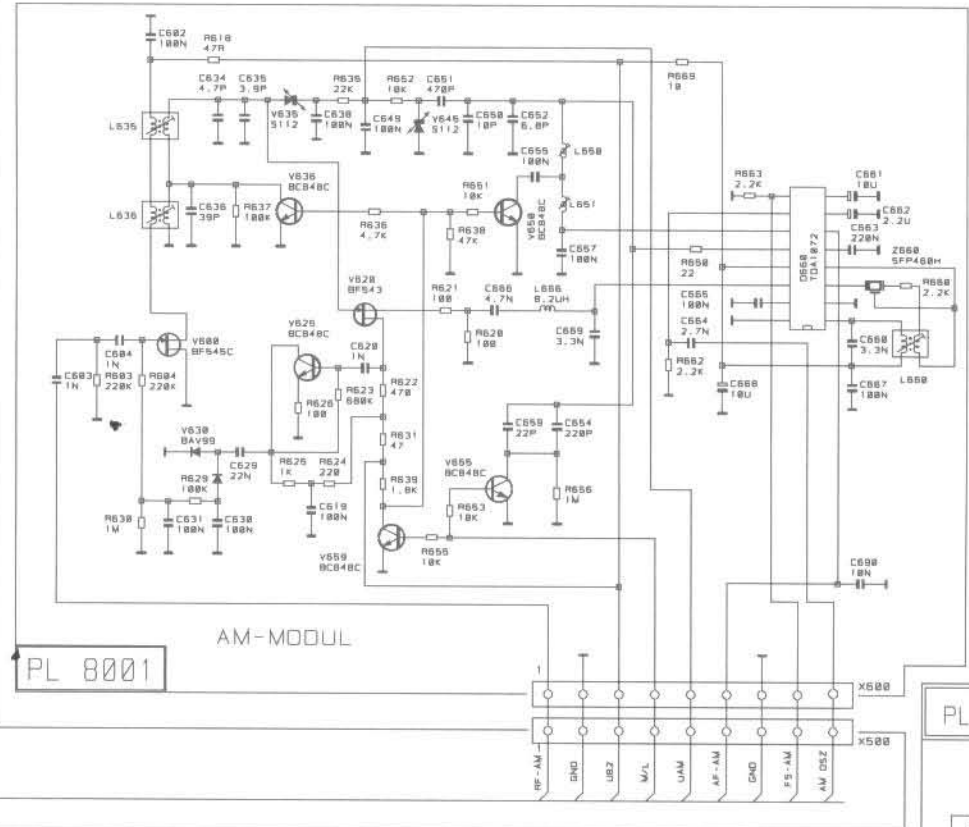 C602
100N
R618
47R
C634
4.7P
C635
3.9P
V635
S112
C638
100N
R635
22K
R652
10K
C651
470P
C649
100N
V645
S112
C650
10P
C652
6.8P
R669
10
L635
L636
C636
39P
R637
100K
V636
BC848C
R636
4.7K
R651
10K
R638
47K
V650
BC848C
C655
100N
L650
L651
C657
100N
R663
2.2K
C661
10U
C662
2.2U
C663
220N
Z660
SFP460H
R660
2.2K
D660
TDA1072
R650
22
C665
100N
C664
2.7N
R662
2.2K
C668
10U
C660
3.3N
C667
100N
L660
V620
BF543
R621
100
C666
4.7N
L666
8.2UH
R620
100
C669
3.3N
C603
1N
C604
1N
R603
220K
R604
220K
V600
BF545C
V625
BC848C
C620
1N
R626
100
R623
680K
R622
470
R631
47
R639
1.8K
V630
BAV99
C629
22N
R629
100K
R625
1K
R624
220
C619
100N
R630
1M
C631
100N
C630
100N
V659
BC848C
R655
10K
R653
10K
V655
BC848C
C659
22P
C654
220P
R656
1M
C690
10N
AM-MODUL
PL 8001
1
X600
X500
1
RF-AM
GND
UB2
M/L
UAM
AF-AM
GND
FS-AM
AM OSZ
PL